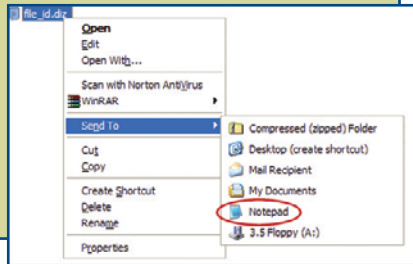 file_id.diz
Open
Edit
Open With...
Scan with Norton AntiVirus
WinRAR
Send To
Cut
Copy
Create Shortcut
Delete
Rename
Properties
Compressed (zipped) Folder
Desktop (create shortcut)
Mail Recipient
My Documents
Notepad
3.5 Floppy (A:)